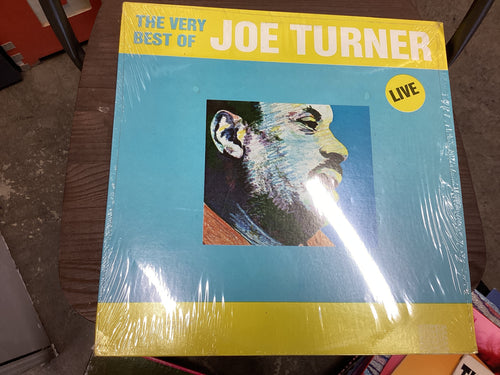 THE VERY
BEST OF
JOE TURNER
LIVE